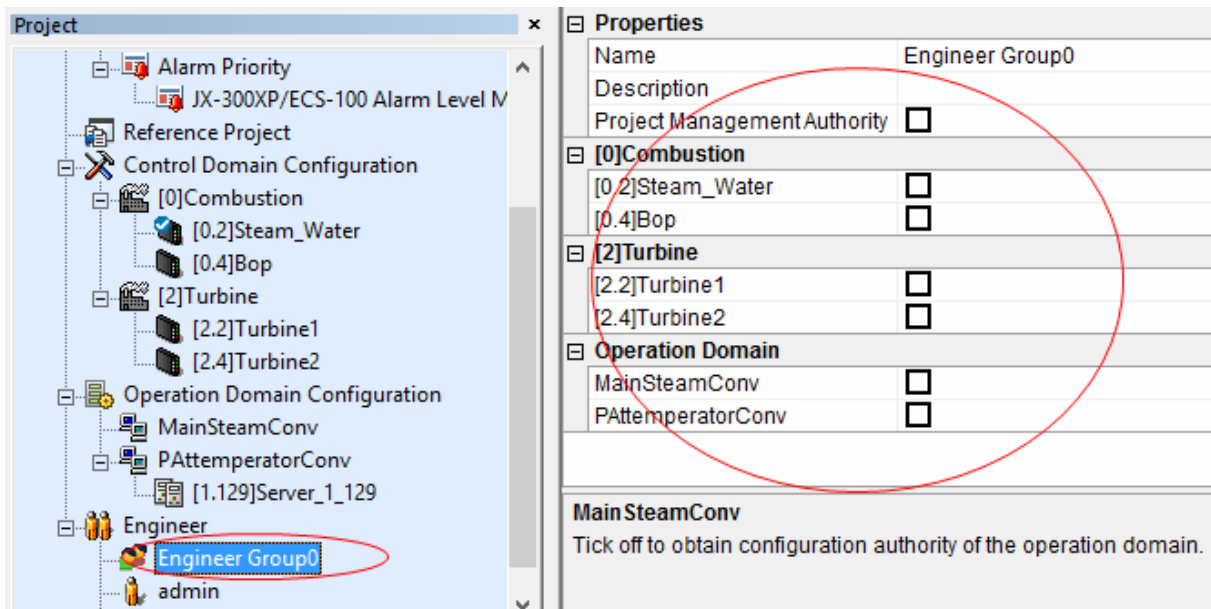 Project
Alarm Priority
JX-300XP/ECS-100 Alarm Level M
Reference Project
Control Domain Configuration
[0]Combustion
[0.2]Steam_Water
[0.4]Bop
[2]Turbine
[2.2]Turbine1
[2.4]Turbine2
Operation Domain Configuration
MainSteamConv
PAttemperatorConv
[1.129]Server_1_129
Engineer
Engineer Group0
admin
Properties
Name Engineer Group0
Description
Project Management Authority
[0]Combustion
[0.2]Steam_Water
[0.4]Bop
[2]Turbine
[2.2]Turbine1
[2.4]Turbine2
Operation Domain
MainSteamConv
PAttemperatorConv
MainSteamConv
Tick off to obtain configuration authority of the operation domain.